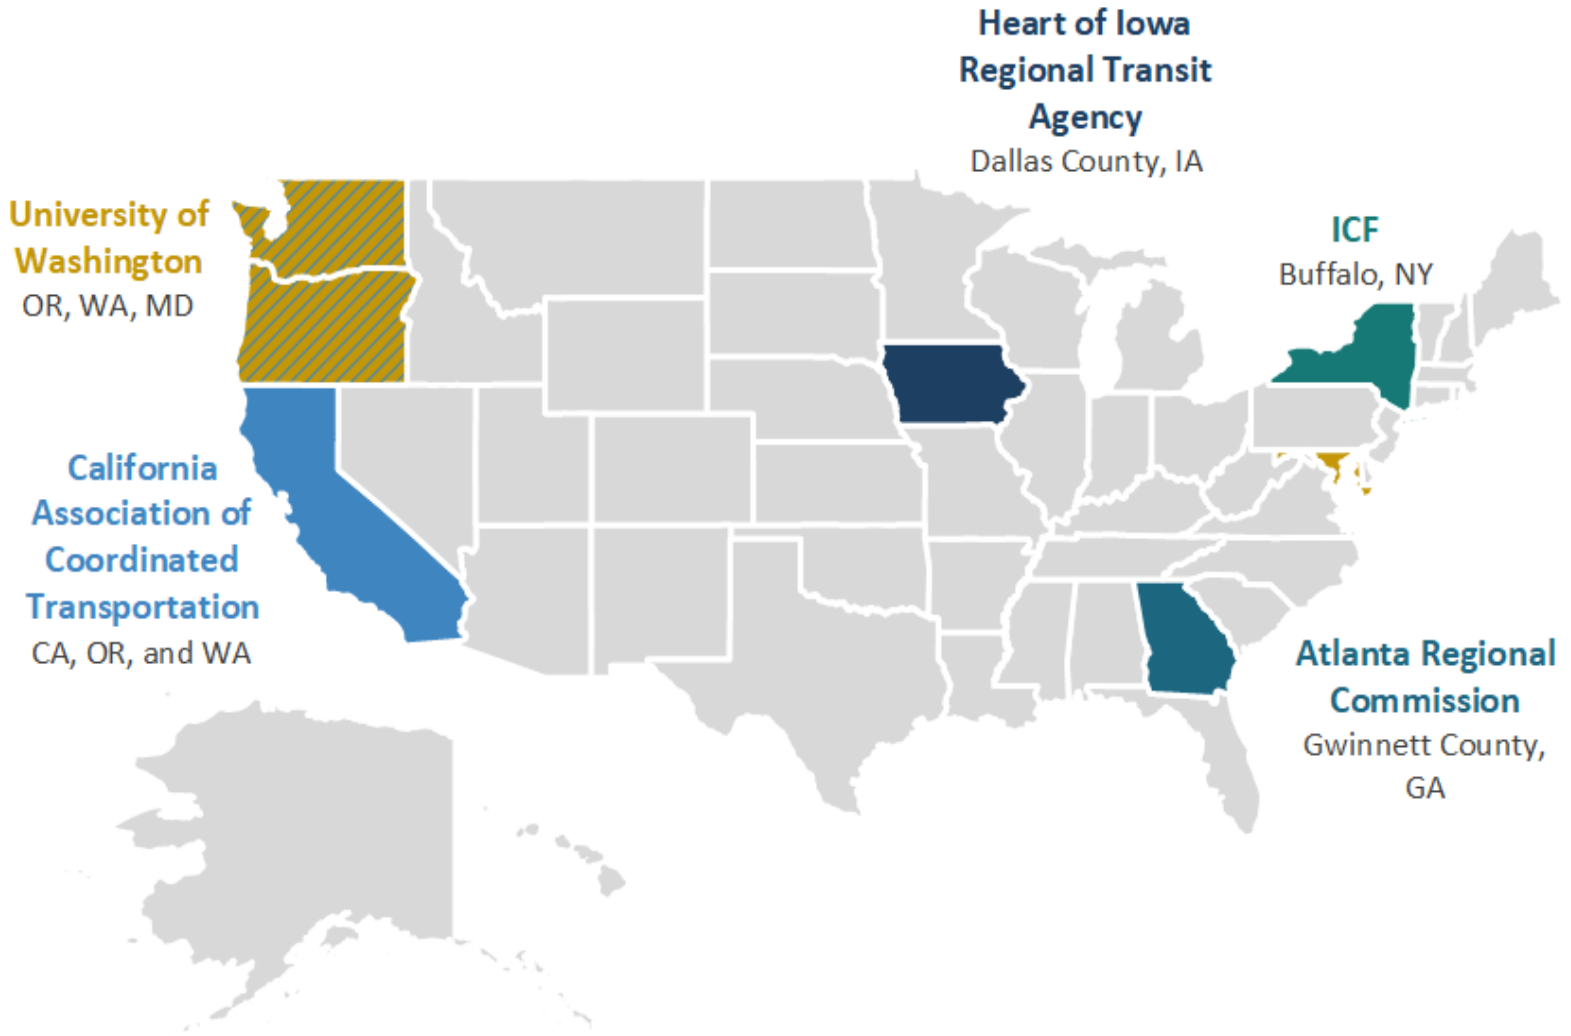 Heart of Iowa
Regional Transit
Agency
Dallas County, IA
University of
Washington
OR, WA, MD
ICF
Buffalo, NY
California
Association of
Coordinated
Transportation
CA, OR, and WA
Atlanta Regional
Commission
Gwinnett County,
GA